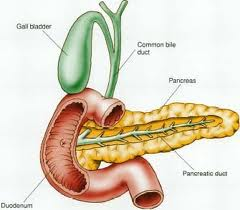 Gall bladder
Common bile
duct
Pancreas
Pancreatic duct
Duodenum